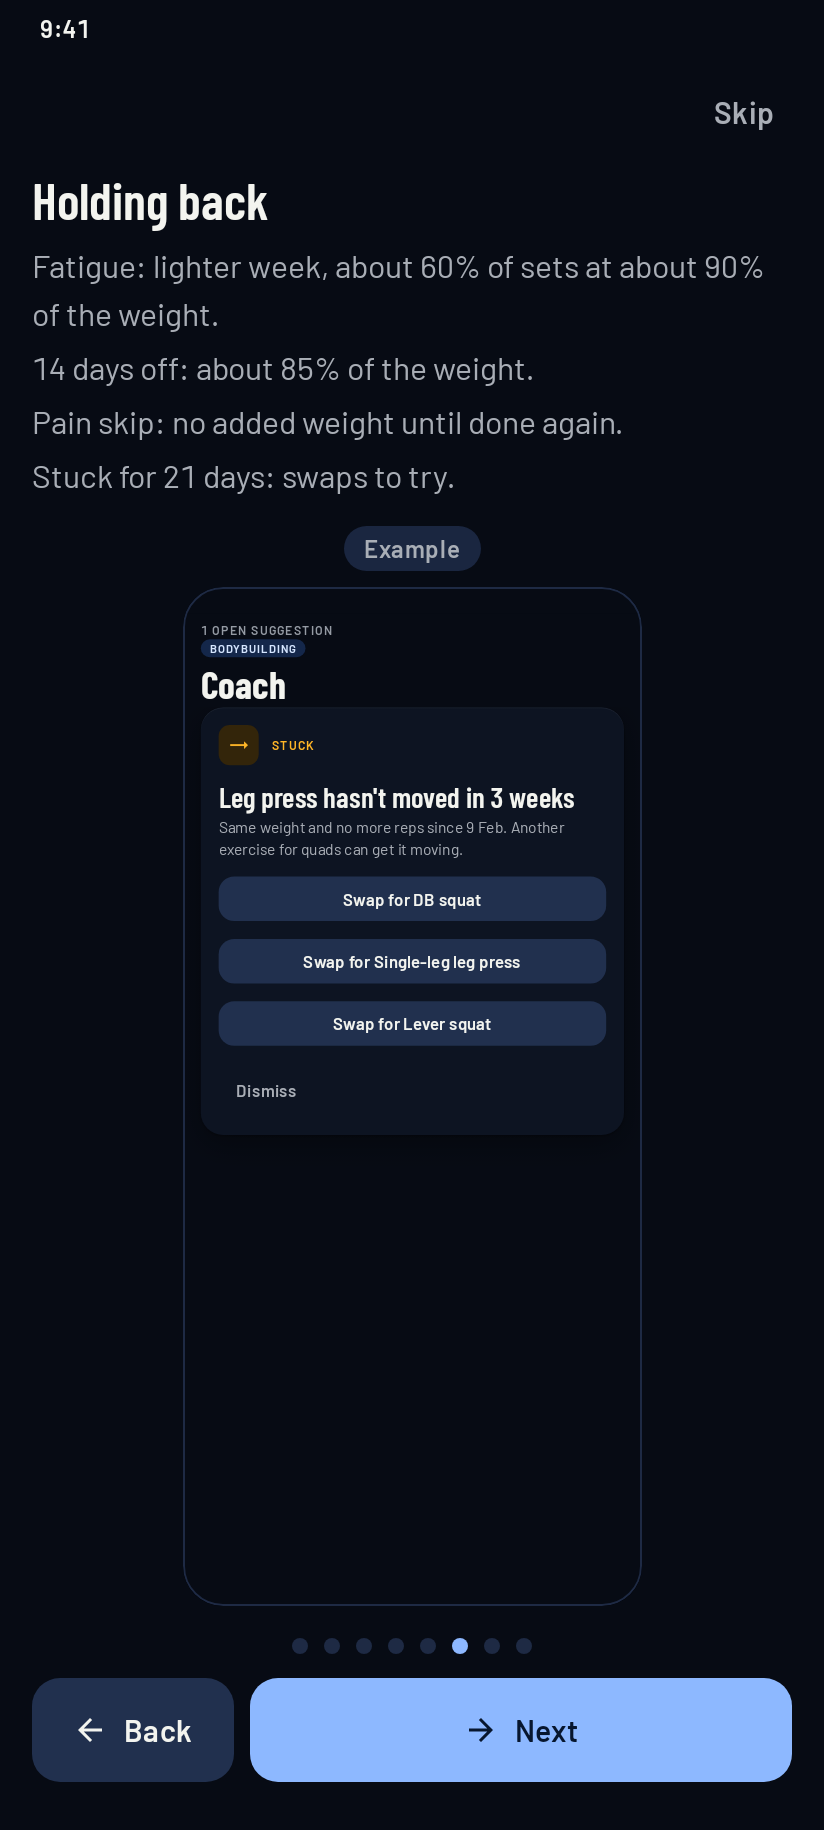 9:41
Skip
Holding back
Fatigue: lighter week, about 60% of sets at about 90%
of the weight.
14 days off: about 85% of the weight.
Pain skip: no added weight until done again.
Stuck for 21 days: swaps to try.
Example
1 OPEN SUGGESTION
BODYBUILDING
Coach
STUCK
Leg press hasn't moved in 3 weeks
Same weight and no more reps since 9 Feb. Another
exercise for quads can get it moving.
Swap for DB squat
Swap for Single-leg leg press
Swap for Lever squat
Dismiss
Back
Next